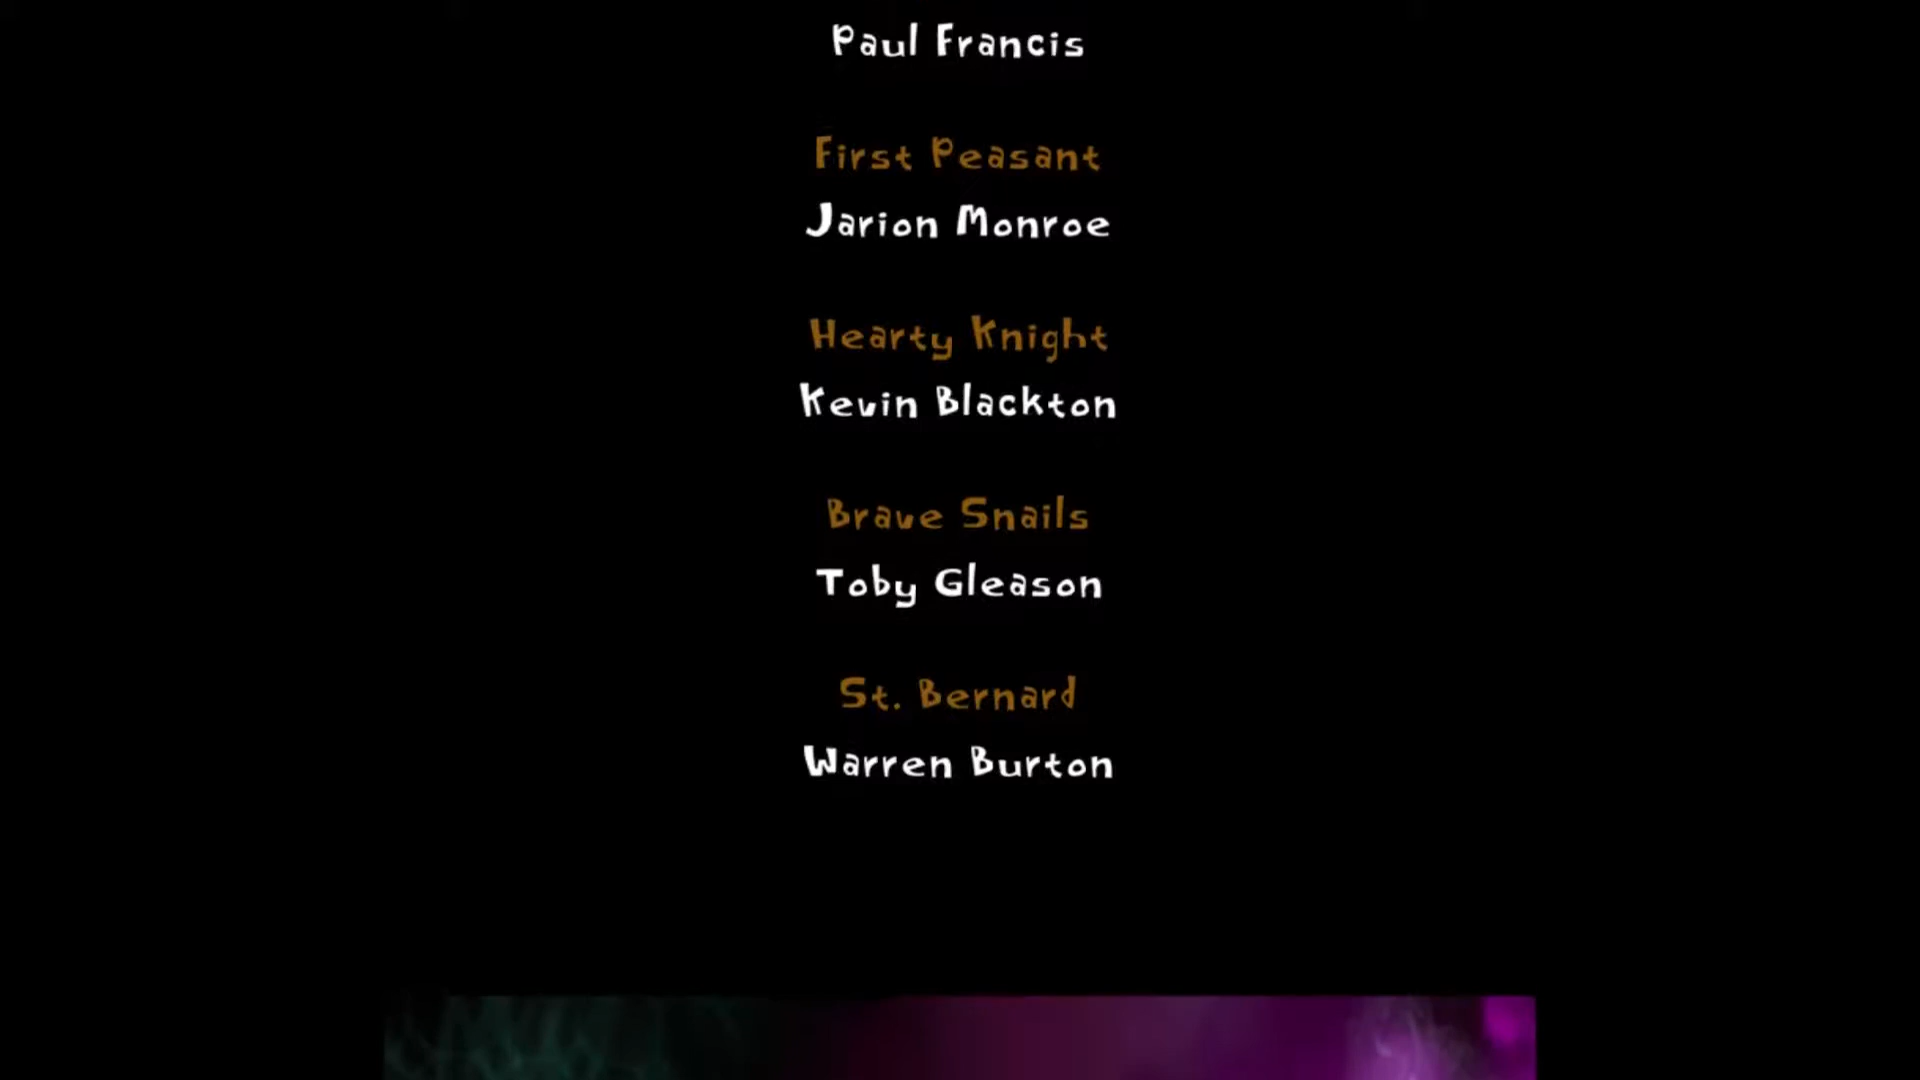 Paul Francis
First Peasant
Jarion Monroe
Hearty Knight
Kevin Blackton
Brave Snails
Toby Gleason
St. Bernard
Warren Burton